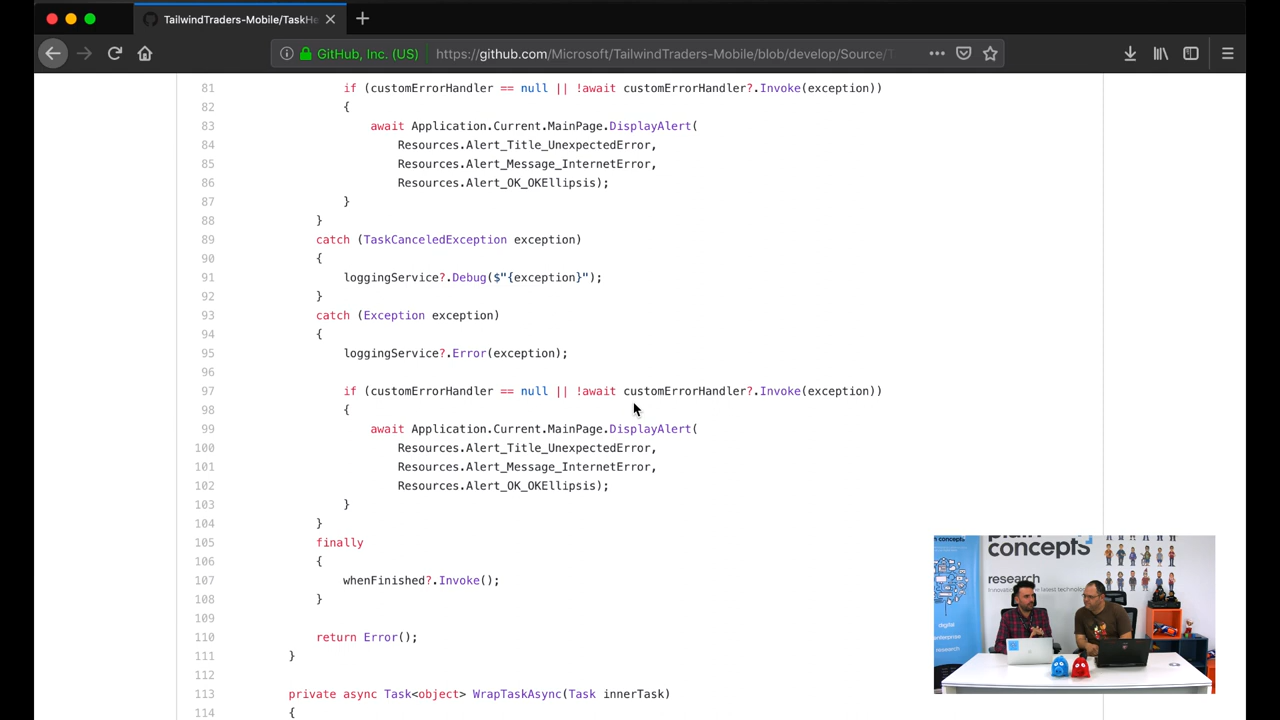 TailwindTraders-Mobile/TaskHe
GitHub, Inc. (US)
https://github.com/Microsoft/TailwindTraders-Mobile/blob/develop/Source/T
81 if (customErrorHandler == null || !await customErrorHandler?.Invoke(exception))
82 {
83 await Application.Current.MainPage.DisplayAlert(
84 Resources.Alert_Title_UnexpectedError,
85 Resources.Alert_Message_InternetError,
86 Resources.Alert_OK_OKEllipsis);
87 }
88 }
89 catch (TaskCanceledException exception)
90 {
91 loggingService?.Debug($"{exception}");
92 }
93 catch (Exception exception)
94 {
95 loggingService?.Error(exception);
96
97 if (customErrorHandler == null || !await customErrorHandler?.Invoke(exception))
98 {
99 await Application.Current.MainPage.DisplayAlert(
100 Resources.Alert_Title_UnexpectedError,
101 Resources.Alert_Message_InternetError,
102 Resources.Alert_OK_OKEllipsis);
103 }
104 }
105 finally
106 {
107 whenFinished?.Invoke();
108 }
109
110 return Error();
111 }
112
113 private async Task<object> WrapTaskAsync(Task innerTask)
114 {
concepts
research
digital
enterprise
research